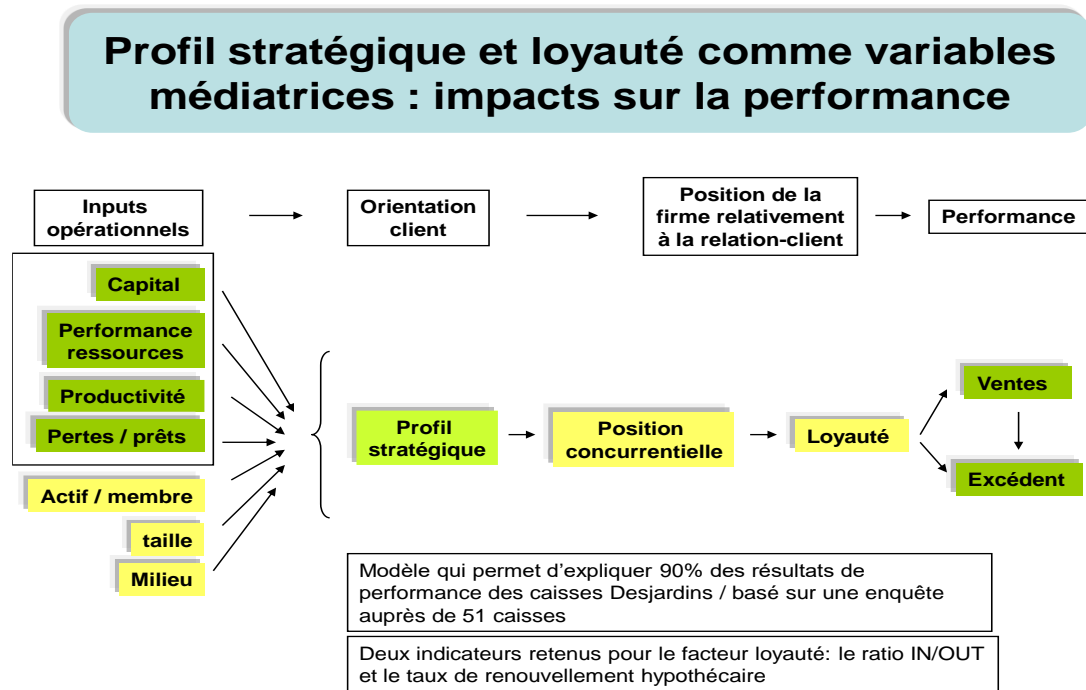 Profil stratégique et loyauté comme variables
médiatrices : impacts sur la performance
Inputs
opérationnels
Orientation
client
Position de la
firme relativement
à la relation-client
Performance
Capital
Performance
ressources
Productivité
Pertes / prêts
Actif / membre
taille
Milieu
Profil
stratégique
Position
concurrentielle
Loyauté
Ventes
Excédent
Modèle qui permet d'expliquer 90% des résultats de
performance des caisses Desjardins / basé sur une enquête
auprès de 51 caisses
Deux indicateurs retenus pour le facteur loyauté: le ratio IN/OUT
et le taux de renouvellement hypothécaire